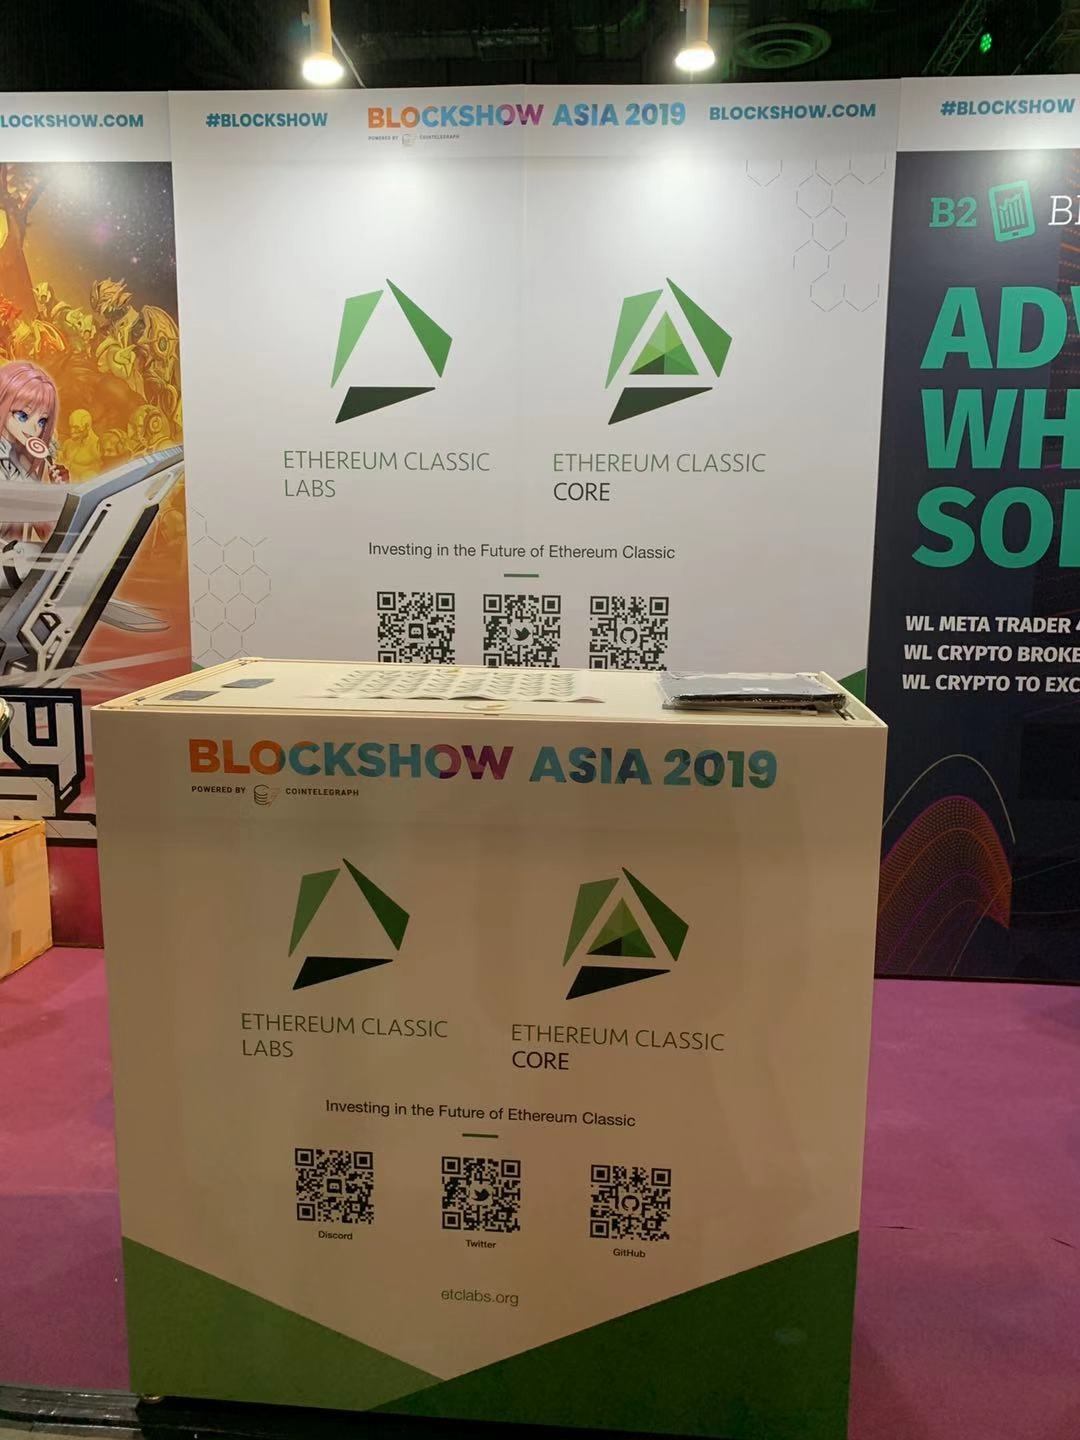 LOCKSHOW.COM
#BLOCKSHOW
BLOCKSHOW ASIA 2019
BLOCKSHOW.COM
#BLOCKSHOW
POWERED BY COINTELEGRAPH
B2
ETHEREUM CLASSIC
LABS
ETHEREUM CLASSIC
CORE
Investing in the Future of Ethereum Classic
AD
WH
SO
WL META TRADER 4
WL CRYPTO BROKE
WL CRYPTO TO EXC
BLOCKSHOW ASIA 2019
POWERED BY COINTELEGRAPH
ETHEREUM CLASSIC
LABS
ETHEREUM CLASSIC
CORE
Investing in the Future of Ethereum Classic
Discord
Twitter
GitHub
etclabs.org